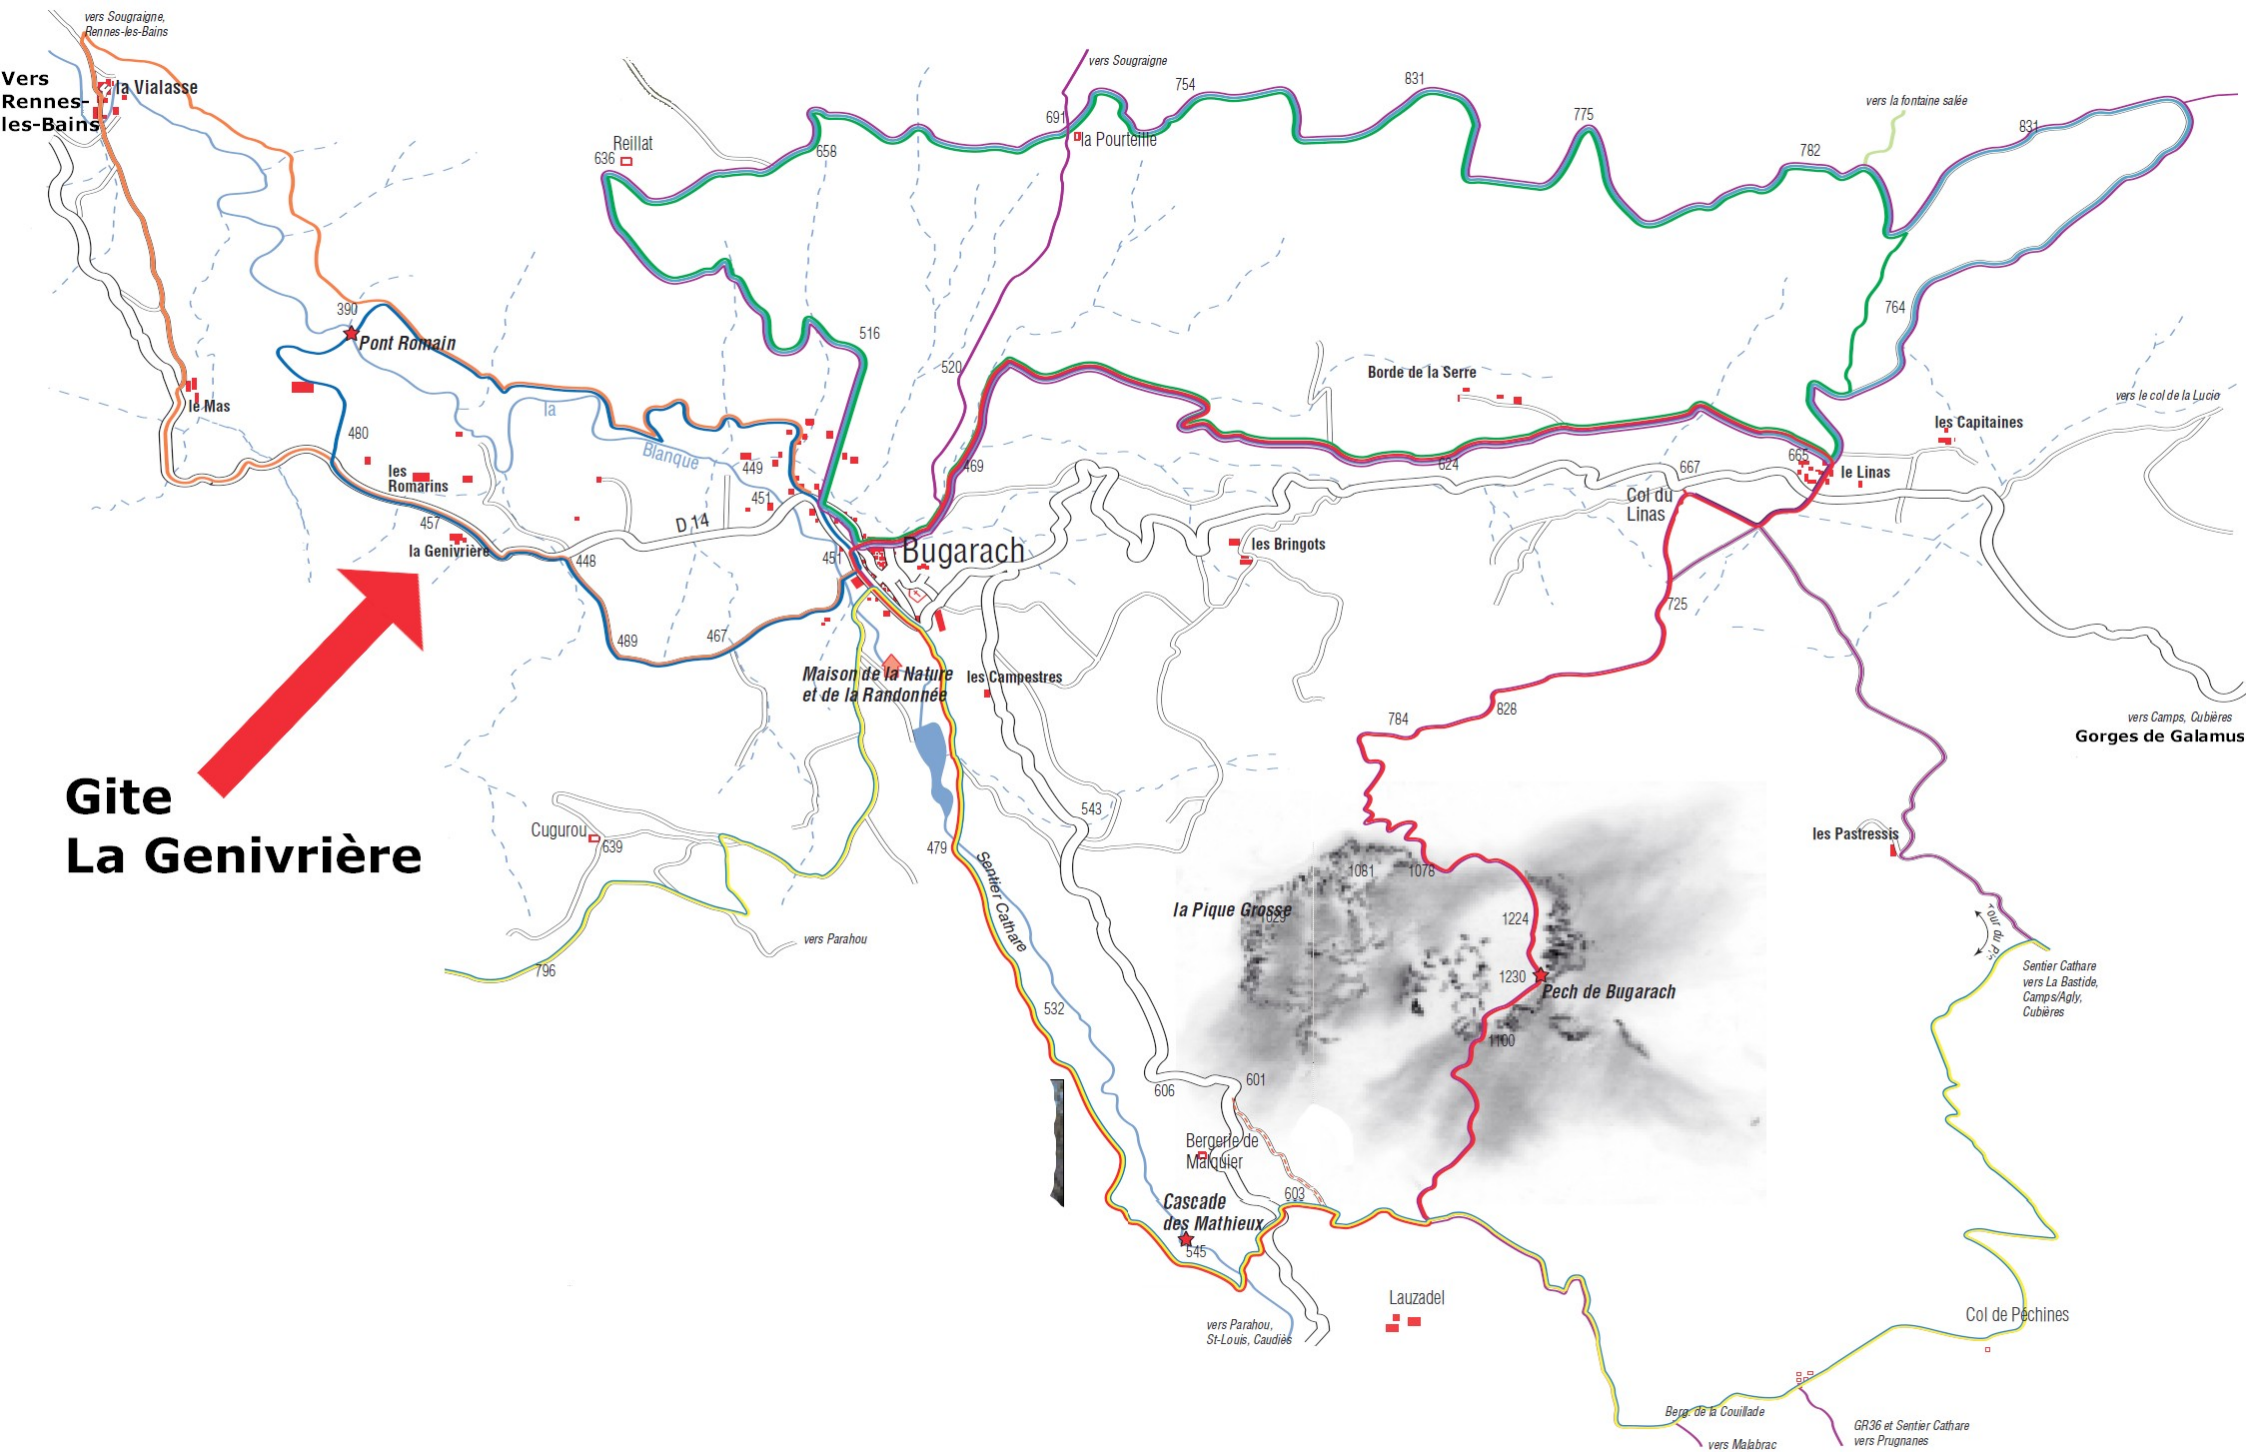 vers Sougraigne,
Rennes-les-Bains
Vers
Rennes-
les-Bains
la Vialasse
vers Sougraigne
691
la Pourteille
754
831
775
782
vers la fontaine salée
831
Reillat
636
658
390
Pont Romain
516
520
764
le Mas
480
la
Blanque
449
451
469
Borde de la Serre
vers le col de la Lucio
les Capitaines
les
Romarins
457
la Genivrière
D 14
448
451
Bugarach
624
667
665
le Linas
Col du
Linas
les Bringots
725
489
467
Maison de la Nature
et de la Randonnée
les Campestres
784
828
vers Camps, Cubières
Gorges de Galamus
Gite
La Genivrière
543
Cugurou
639
479
Sentier Cathare
les Pastressis
1081
1078
la Pique Grosse
1029
1224
1230
Pech de Bugarach
1100
Tour du P.
vers Parahou
796
532
Sentier Cathare
vers La Bastide,
Camps/Agly,
Cubières
606
601
Bergerie de
Malquier
603
Cascade
des Mathieux
545
Lauzadel
vers Parahou,
St-Louis, Caudiès
Col de Péchines
Berg. de la Couillade
vers Malabrac
GR36 et Sentier Cathare
vers Prugnanes